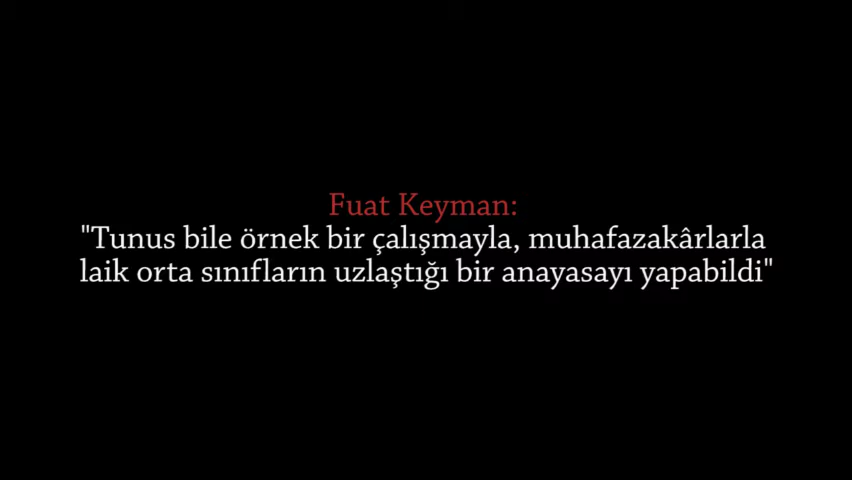 Fuat Keyman:
"Tunus bile örnek bir çalışmayla, muhafazakârlarla
laik orta sınıfların uzlaştığı bir anayasayı yapabildi"